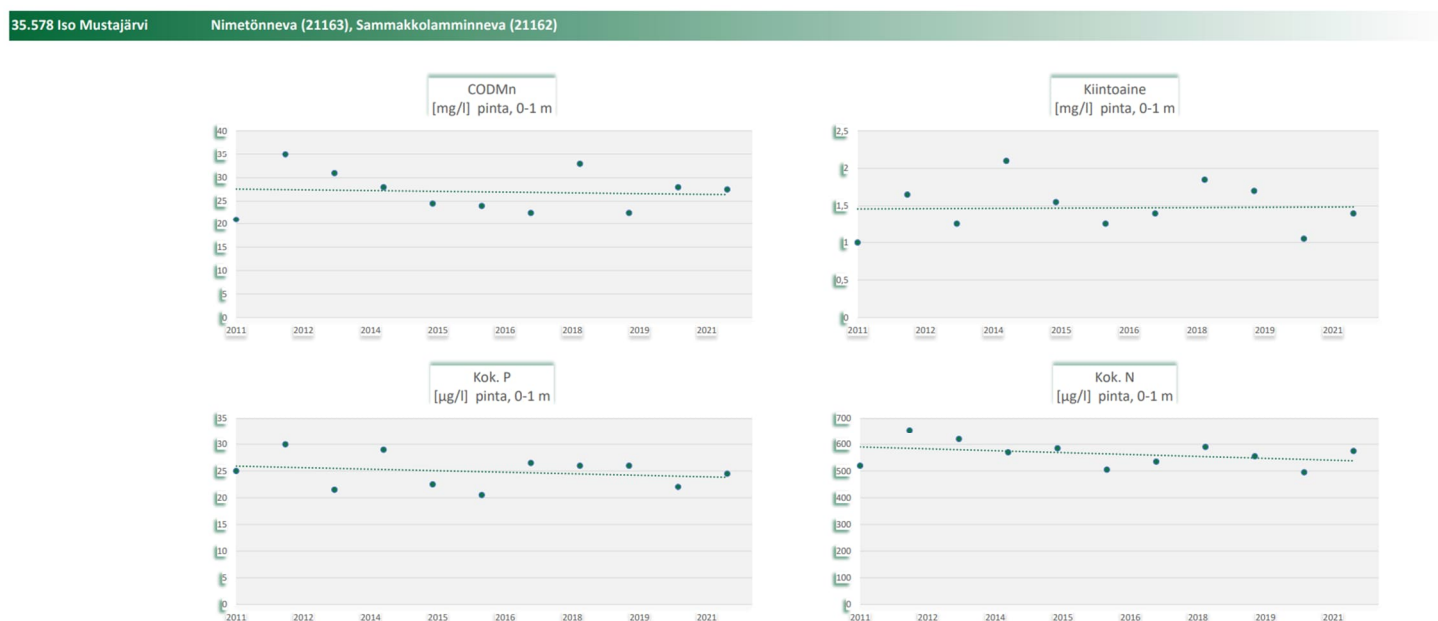 35.578 Iso Mustajärvi Nimetönneva (21163), Sammakkolamminneva (21162)
CODMn
[mg/l] pinta, 0-1 m
40
35
30
25
20
15
10
5
0
2011 2012 2014 2015 2016 2018 2019 2021
Kiintoaine
[mg/l] pinta, 0-1 m
2,5
2
1,5
1
0,5
0
2011 2012 2014 2015 2016 2018 2019 2021
Kok. P
[µg/l] pinta, 0-1 m
35
30
25
20
15
10
5
0
2011 2012 2014 2015 2016 2018 2019 2021
Kok. N
[µg/l] pinta, 0-1 m
700
600
500
400
300
200
100
0
2011 2012 2014 2015 2016 2018 2019 2021